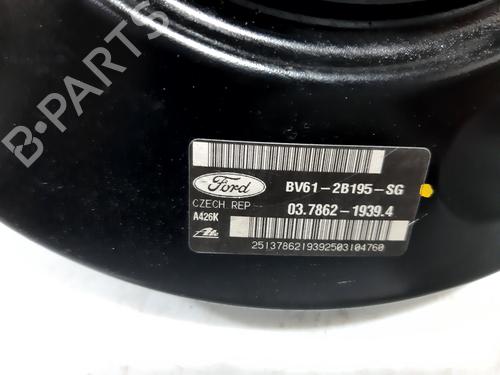 B-PARTS
Ford
BV61-2B195-SG
CZECH. REP
03.7862-1939.4
A426K
2513786219392503104760